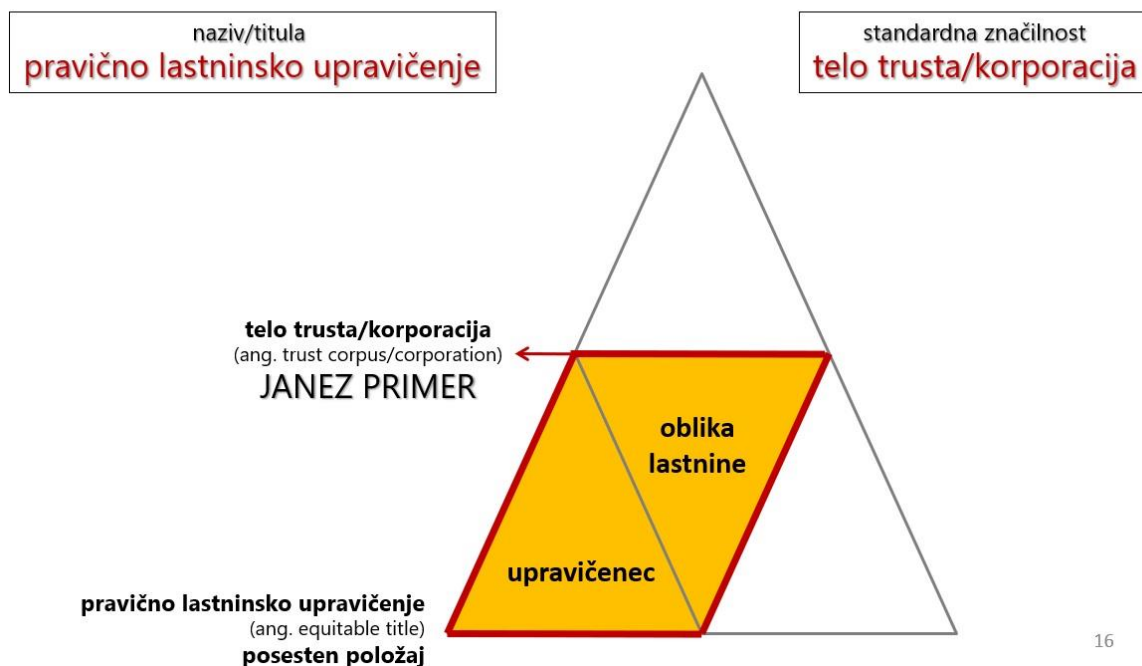 naziv/titula
pravično lastninsko upravičenje
standardna značilnost
telo trusta/korporacija
telo trusta/korporacija
(ang. trust corpus/corporation)
JANEZ PRIMER
oblika
lastnine
upravičenec
pravično lastninsko upravičenje
(ang. equitable title)
posesten položaj
16